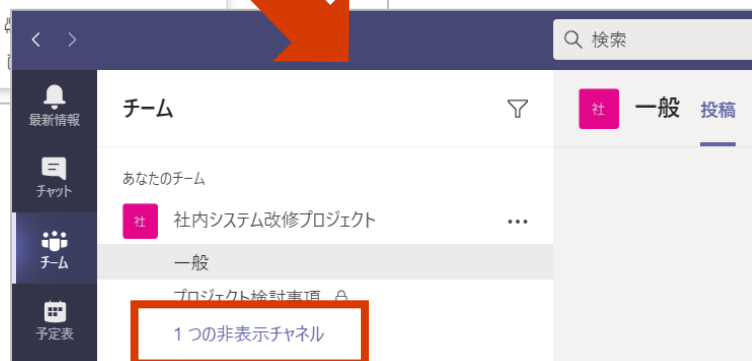 検索
最新情報
チャット
チーム
予定表
チーム
あなたのチーム
社 社内システム改修プロジェクト
一般
プロジェクト検討事項
1 つの非表示チャネル
社 一般 投稿